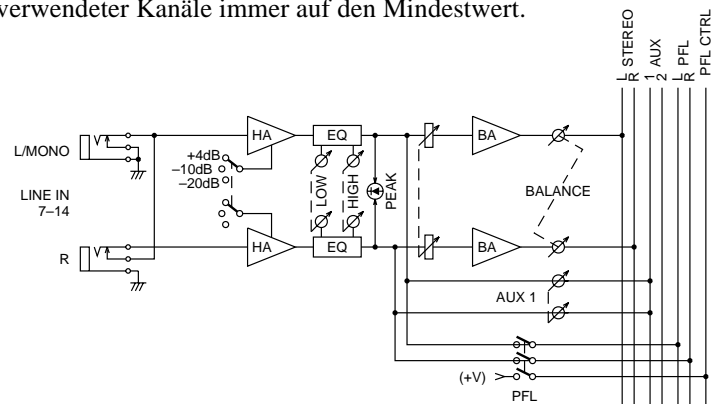 verwendeter Kanäle immer auf den Mindestwert.
L STEREO
R
1 AUX
2
L PFL
R
PFL CTRL
L/MONO
LINE IN
7–14
R
+4dB
–10dB
–20dB
HA
EQ
LOW
HIGH
PEAK
BA
BALANCE
HA
EQ
BA
AUX 1
(+V)
PFL